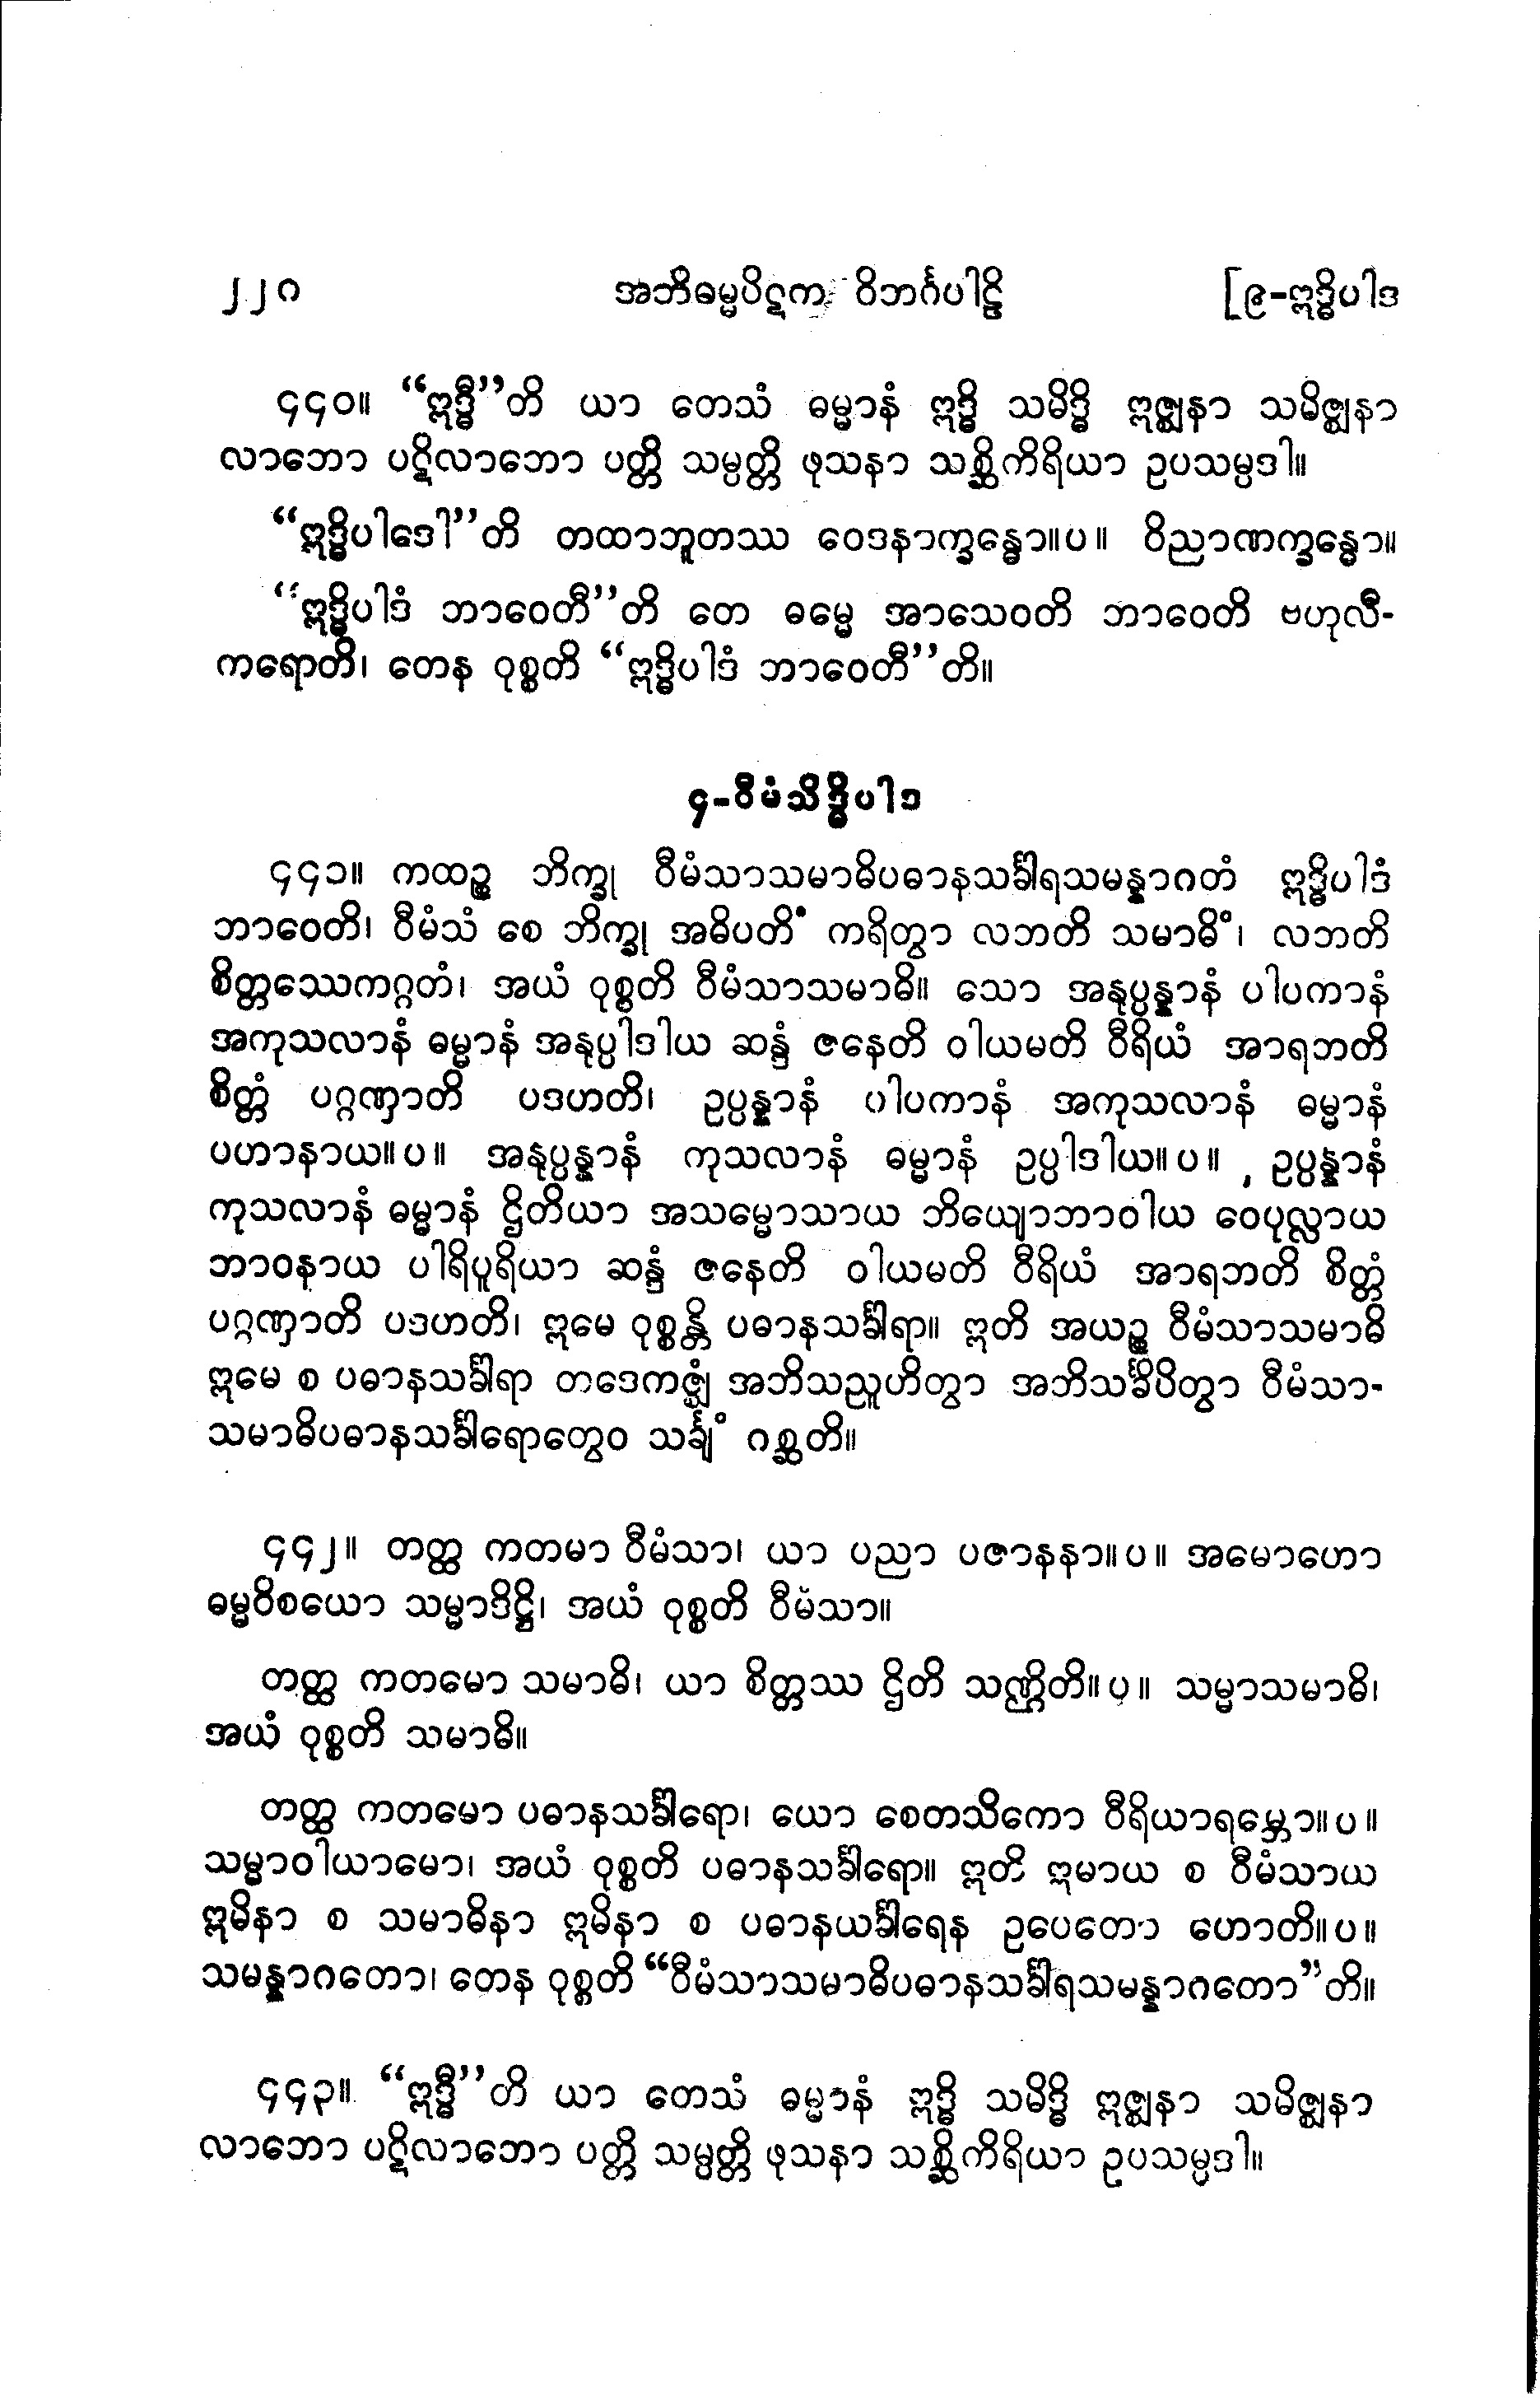 ၂၂၀ အဘိဓမ္မပိဋက ဝိဘင်္ဂပါဠိ [၉-ဣဒ္ဓိပါဒ
၄၄၀။ “ဣဒ္ဓီ”တိ ယာ တေသံ ဓမ္မာနံ ဣဒ္ဓိ သမိဒ္ဓိ ဣဇ္ဈနာ သမိဇ္ဈနာ
လာဘော ပဋိလာဘော ပတ္တိ သမ္ပတ္တိ ဖုသနာ သစ္ဆိကိရိယာ ဥပသမ္ပဒါ။
“ဣဒ္ဓိပါဒေါ”တိ တထာဘူတဿ ဝေဒနာက္ခန္ဓော။ပ။ ဝိညာဏက္ခန္ဓော။
“ဣဒ္ဓိပါဒံ ဘာဝေတီ”တိ တေ ဓမ္မေ အာသေဝတိ ဘာဝေတိ ဗဟုလီ-
ကရောတိ၊ တေန ဝုစ္စတိ “ဣဒ္ဓိပါဒံ ဘာဝေတီ”တိ။
၄-ဝီမံသိဒ္ဓိပါဒ
၄၄၁။ ကထဉ္စ ဘိက္ခု ဝီမံသာသမာဓိပဓာနသင်္ခါရသမန္နာဂတံ ဣဒ္ဓိပါဒံ
ဘာဝေတိ၊ ဝီမံသံ စေ ဘိက္ခု အဓိပတိံ ကရိတွာ လဘတိ သမာဓိံ၊ လဘတိ
စိတ္တဿေကဂ္ဂတံ၊ အယံ ဝုစ္စတိ ဝီမံသာသမာဓိ။ သော အနုပ္ပန္နာနံ ပါပကာနံ
အကုသလာနံ ဓမ္မာနံ အနုပ္ပါဒါယ ဆန္ဒံ ဇနေတိ ဝါယမတိ ဝီရိယံ အာရဘတိ
စိတ္တံ ပဂ္ဂဏှာတိ ပဒဟတိ၊ ဥပ္ပန္နာနံ ပါပကာနံ အကုသလာနံ ဓမ္မာနံ
ပဟာနာယ။ပ။ အနုပ္ပန္နာနံ ကုသလာနံ ဓမ္မာနံ ဥပ္ပါဒါယ။ပ။ ဥပ္ပန္နာနံ
ကုသလာနံ ဓမ္မာနံ ဌိတိယာ အသမ္မောသာယ ဘိယျောဘာဝါယ ဝေပုလ္လာယ
ဘာဝနာယ ပါရိပူရိယာ ဆန္ဒံ ဇနေတိ ဝါယမတိ ဝီရိယံ အာရဘတိ စိတ္တံ
ပဂ္ဂဏှာတိ ပဒဟတိ၊ ဣမေ ဝုစ္စန္တိ ပဓာနသင်္ခါရာ။ ဣတိ အယဉ္စ ဝီမံသာသမာဓိ
ဣမေ စ ပဓာနသင်္ခါရာ တဒေကဇ္ဈံ အဘိသညူဟိတွာ အဘိသင်္ခိပိတွာ ဝီမံသာ-
သမာဓိပဓာနသင်္ခါရောတွေဝ သင်္ချံ ဂစ္ဆတိ။
၄၄၂။ တတ္ထ ကတမာ ဝီမံသာ၊ ယာ ပညာ ပဇာနနာ။ပ။ အမောဟော
ဓမ္မဝိစယော သမ္မာဒိဋ္ဌိ၊ အယံ ဝုစ္စတိ ဝီမံသာ။
တတ္ထ ကတမော သမာဓိ၊ ယာ စိတ္တဿ ဌိတိ သဏ္ဌိတိ။ပ။ သမ္မာသမာဓိ၊
အယံ ဝုစ္စတိ သမာဓိ။
တတ္ထ ကတမော ပဓာနသင်္ခါရော၊ ယော စေတသိကော ဝီရိယာရမ္ဘော။ပ။
သမ္မာဝါယာမော၊ အယံ ဝုစ္စတိ ပဓာနသင်္ခါရော။ ဣတိ ဣမာယ စ ဝီမံသာယ
ဣမိနာ စ သမာဓိနာ ဣမိနာ စ ပဓာနယင်္ခါရေန ဥပေတော ဟောတိ။ပ။
သမန္နာဂတော၊ တေန ဝုစ္စတိ “ဝီမံသာသမာဓိပဓာနသင်္ခါရသမန္နာဂတော”တိ။
၄၄၃။ “ဣဒ္ဓီ”တိ ယာ တေသံ ဓမ္မာနံ ဣဒ္ဓိ သမိဒ္ဓိ ဣဇ္ဈနာ သမိဇ္ဈနာ
လာဘော ပဋိလာဘော ပတ္တိ သမ္ပတ္တိ ဖုသနာ သစ္ဆိကိရိယာ ဥပသမ္ပဒါ။